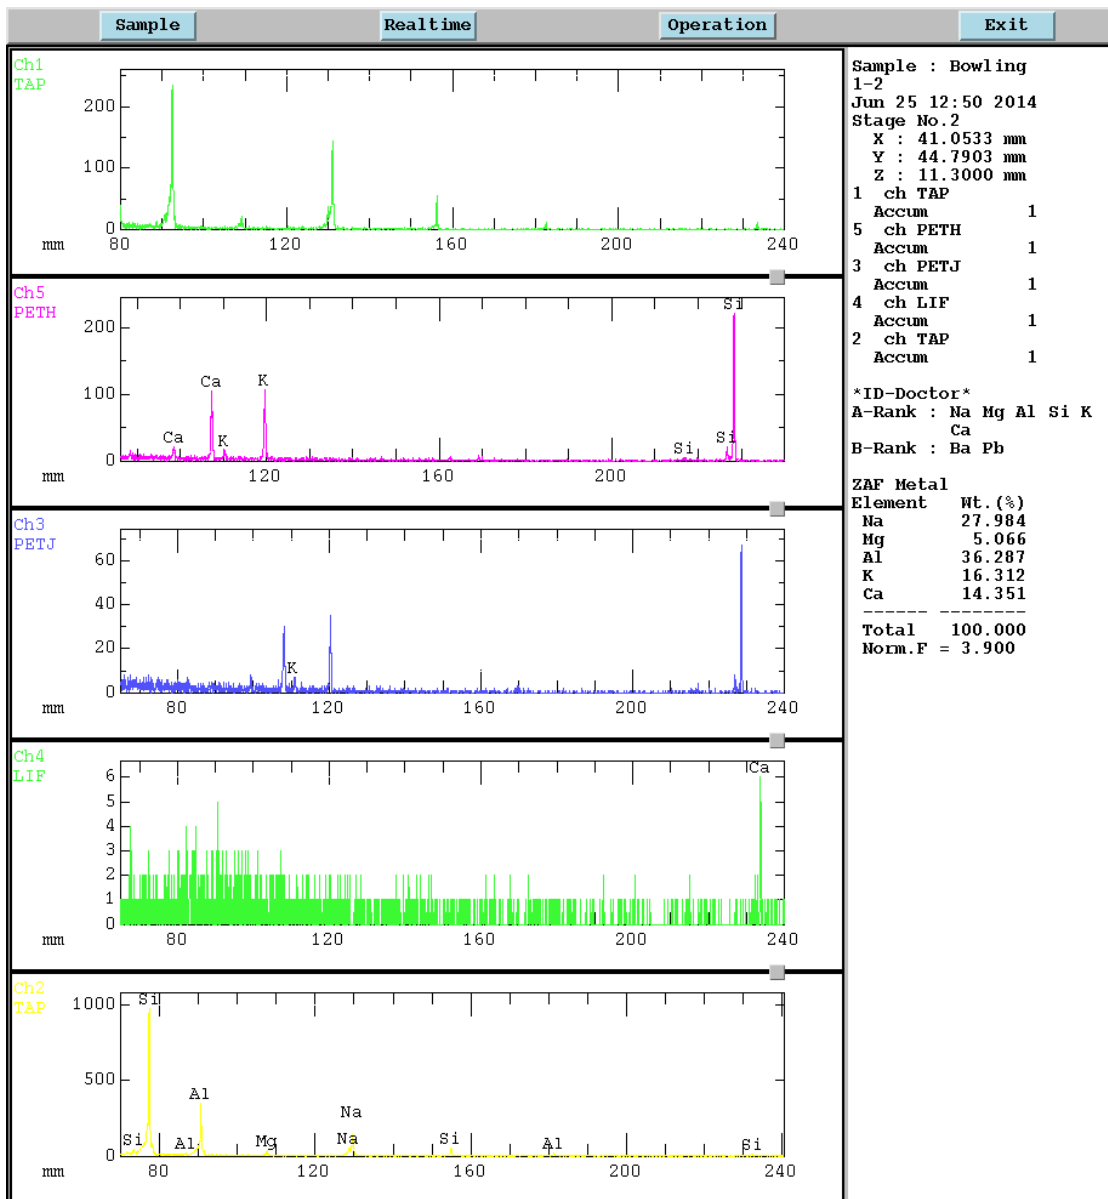 Sample Realtime Operation Exit
Ch1
TAP
200
100
0
mm 80 120 160 200 240
Ch5
PETH
200
100
0
Ca Ca K K Si Si Si
mm 120 160 200 240
Ch3
PETJ
60
40
20
0
K
mm 80 120 160 200 240
Ch4
LIF
6
5
4
3
2
1
0
Ca
mm 80 120 160 200 240
Ch2
TAP
1000
500
0
Si Si Al Al Mg Na Na Si Al Si
mm 80 120 160 200 240
Sample : Bowling
1-2
Jun 25 12:50 2014
Stage No.2
X : 41.0533 mm
Y : 44.7903 mm
Z : 11.3000 mm
1 ch TAP
Accum 1
5 ch PETH
Accum 1
3 ch PETJ
Accum 1
4 ch LIF
Accum 1
2 ch TAP
Accum 1
*ID-Doctor*
A-Rank : Na Mg Al Si K
Ca
B-Rank : Ba Pb
ZAF Metal
Element Wt.(%)
Na 27.984
Mg 5.066
Al 36.287
K 16.312
Ca 14.351
------ --------
Total 100.000
Norm.F = 3.900